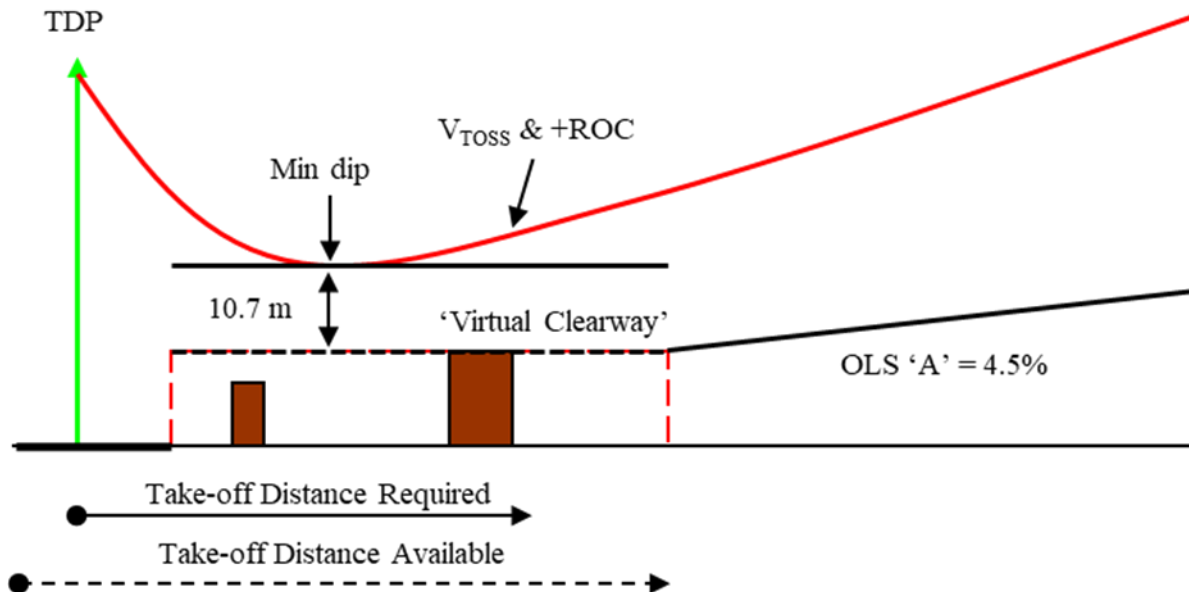 TDP
V_TOSS & +ROC
Min dip
10.7 m
‘Virtual Clearway’
OLS ‘A’ = 4.5%
Take-off Distance Required
Take-off Distance Available